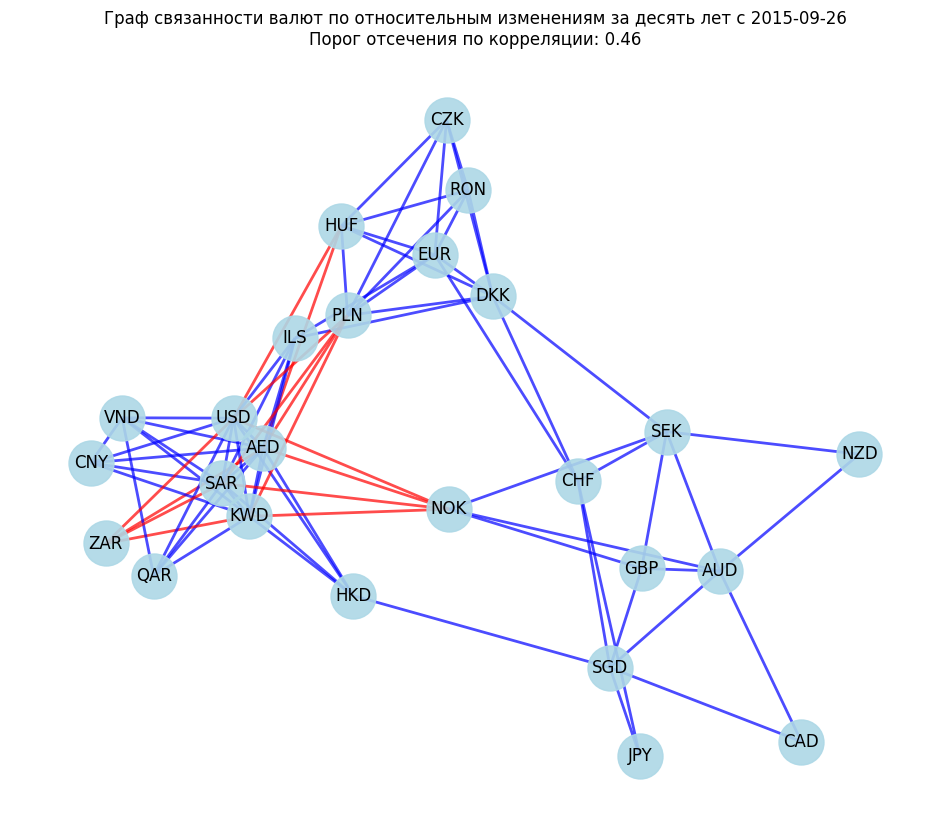 Граф связанности валют по относительным изменениям за десять лет с 2015-09-26
Порог отсечения по корреляции: 0.46
CZK
RON
HUF
EUR
DKK
PLN
ILS
VND
USD
SEK
AED
NZD
CNY
SAR
CHF
NOK
KWD
ZAR
GBP
AUD
QAR
HKD
SGD
CAD
JPY